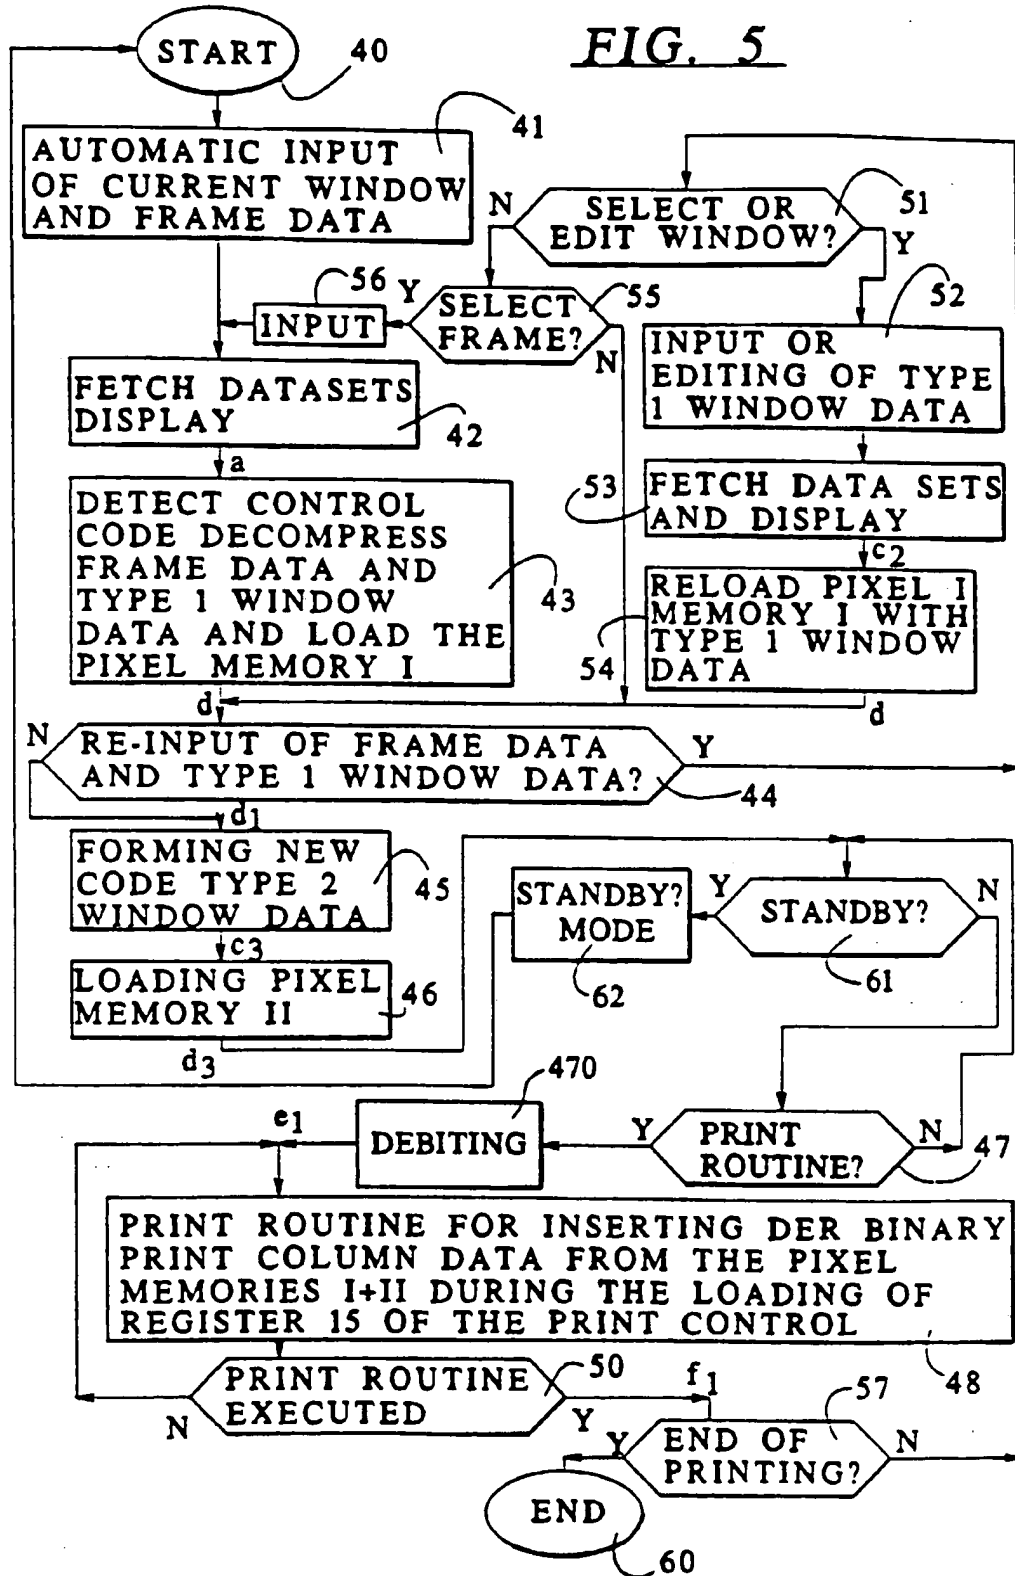 FIG. 5
START
40
41
AUTOMATIC INPUT
OF CURRENT WINDOW
AND FRAME DATA
N
SELECT OR
EDIT WINDOW?
51
Y
56
INPUT
Y
SELECT
FRAME?
55
N
52
INPUT OR
EDITING OF TYPE
1 WINDOW DATA
FETCH DATASETS
DISPLAY
42
a
53
FETCH DATA SETS
AND DISPLAY
c2
DETECT CONTROL
CODE DECOMPRESS
FRAME DATA AND
TYPE 1 WINDOW
DATA AND LOAD THE
PIXEL MEMORY I
43
RELOAD PIXEL I
MEMORY I WITH
TYPE 1 WINDOW
DATA
54
d
d
N
RE-INPUT OF FRAME DATA
AND TYPE 1 WINDOW DATA?
Y
44
d1
FORMING NEW
CODE TYPE 2
WINDOW DATA
45
c3
LOADING PIXEL
MEMORY II
46
d3
STANDBY?
MODE
62
Y
STANDBY?
N
61
470
e1
DEBITING
Y
PRINT
ROUTINE?
N
47
PRINT ROUTINE FOR INSERTING DER BINARY
PRINT COLUMN DATA FROM THE PIXEL
MEMORIES I+II DURING THE LOADING OF
REGISTER 15 OF THE PRINT CONTROL
48
PRINT ROUTINE
EXECUTED
50
N
Y
f1
57
Y
END OF
PRINTING?
N
END
60